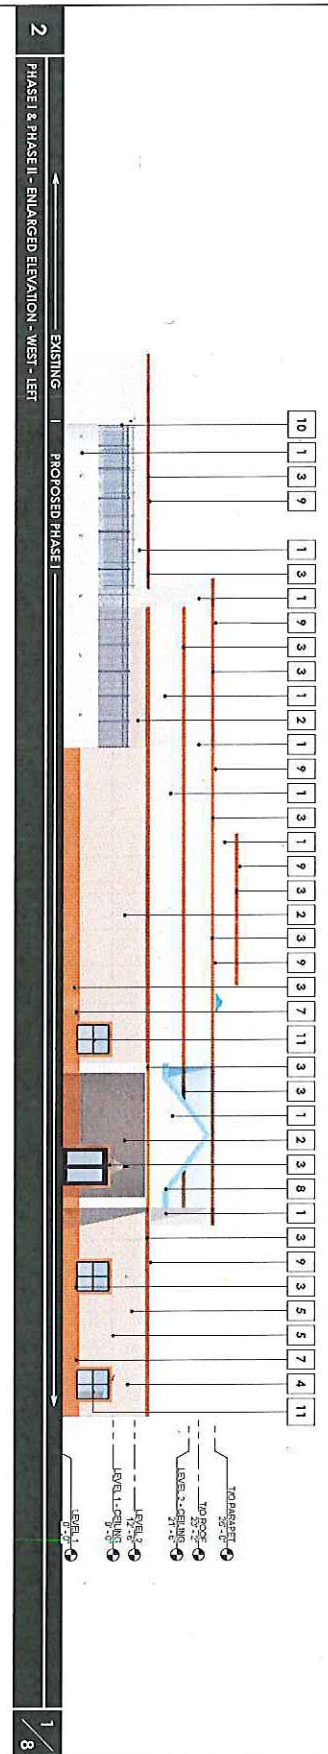 10 1 3 9 1 3 1 9 3 3 1 2 1 9 1 3 1 9 3 2 3 9 3 7 11 3 3 1 2 3 8 1 3 9 3 5 5 7 4 11
T/O PARAPET
26'-0"
T/O ROOF
LEVEL 2 - CEILING
21'-6"
LEVEL 2
12'-6"
LEVEL 1 - CEILING
9'-0"
LEVEL 1
0'-0"
EXISTING | PROPOSED PHASE I
2 PHASE I & PHASE II - ENLARGED ELEVATION - WEST - LEFT 1/8